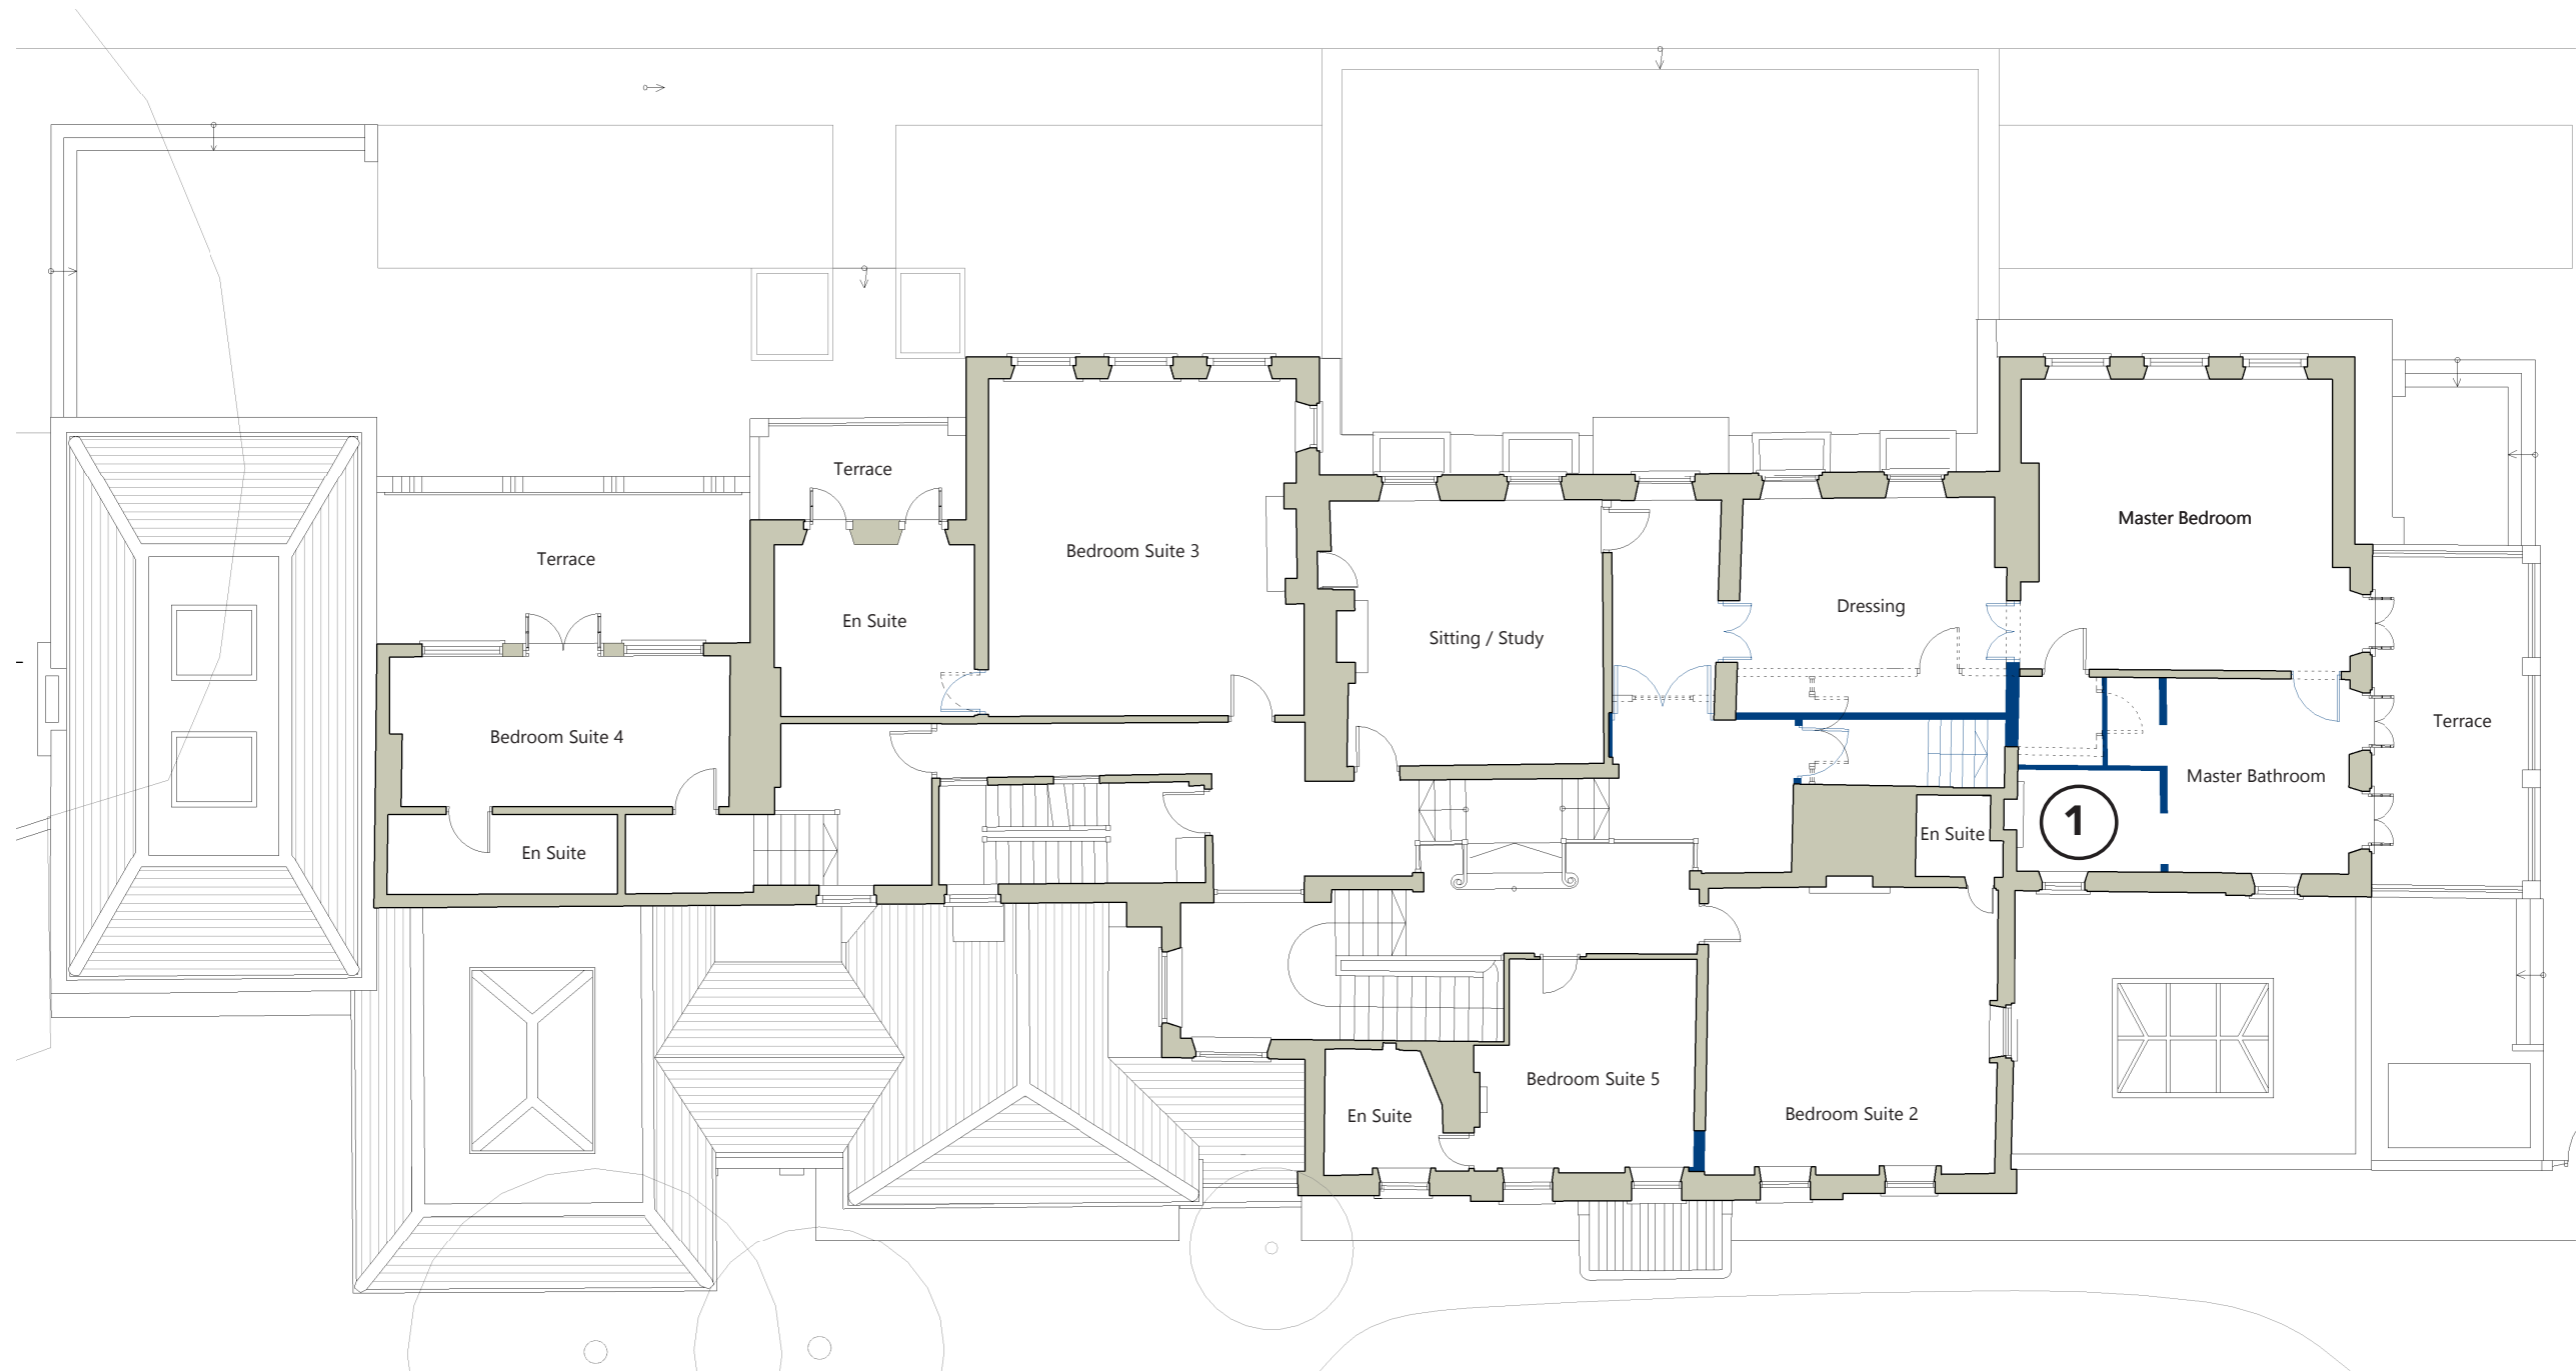 Terrace
Master Bedroom
Bedroom Suite 3
Terrace
Dressing
En Suite
Sitting / Study
Terrace
Bedroom Suite 4
Master Bathroom
1
En Suite
En Suite
Bedroom Suite 5
En Suite
Bedroom Suite 2